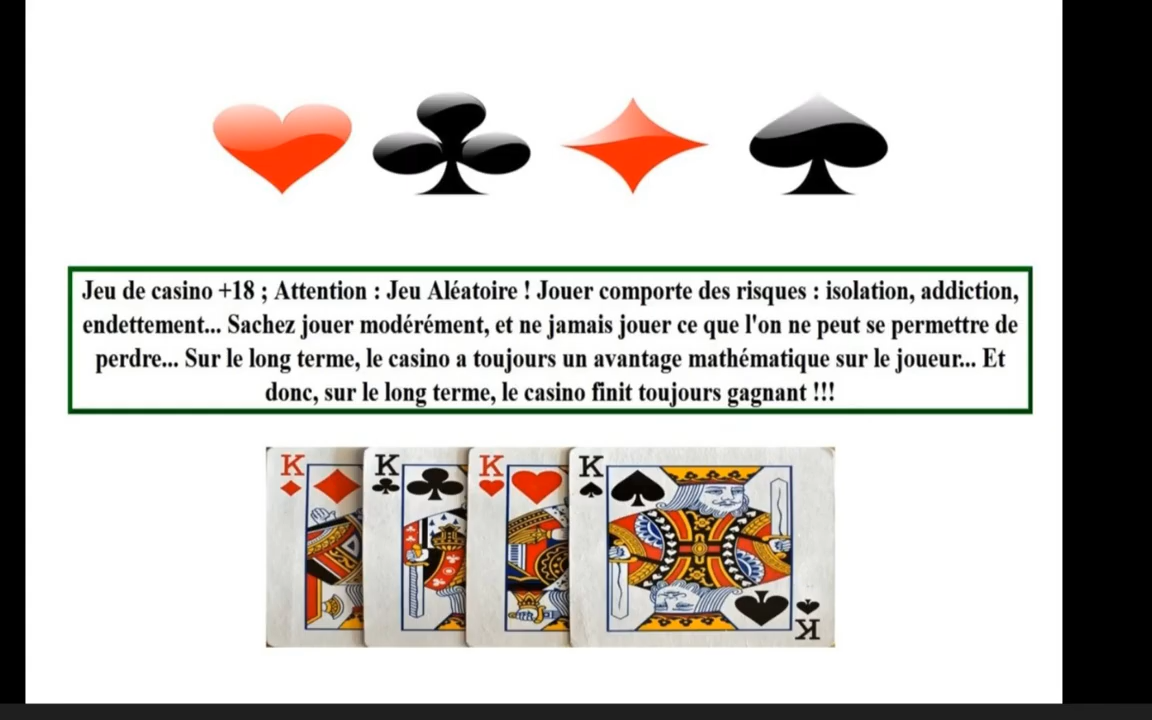 Jeu de casino +18 ; Attention : Jeu Aléatoire ! Jouer comporte des risques : isolation, addiction,
endettement... Sachez jouer modérément, et ne jamais jouer ce que l'on ne peut se permettre de
perdre... Sur le long terme, le casino a toujours un avantage mathématique sur le joueur... Et
donc, sur le long terme, le casino finit toujours gagnant !!!
K K K K
K